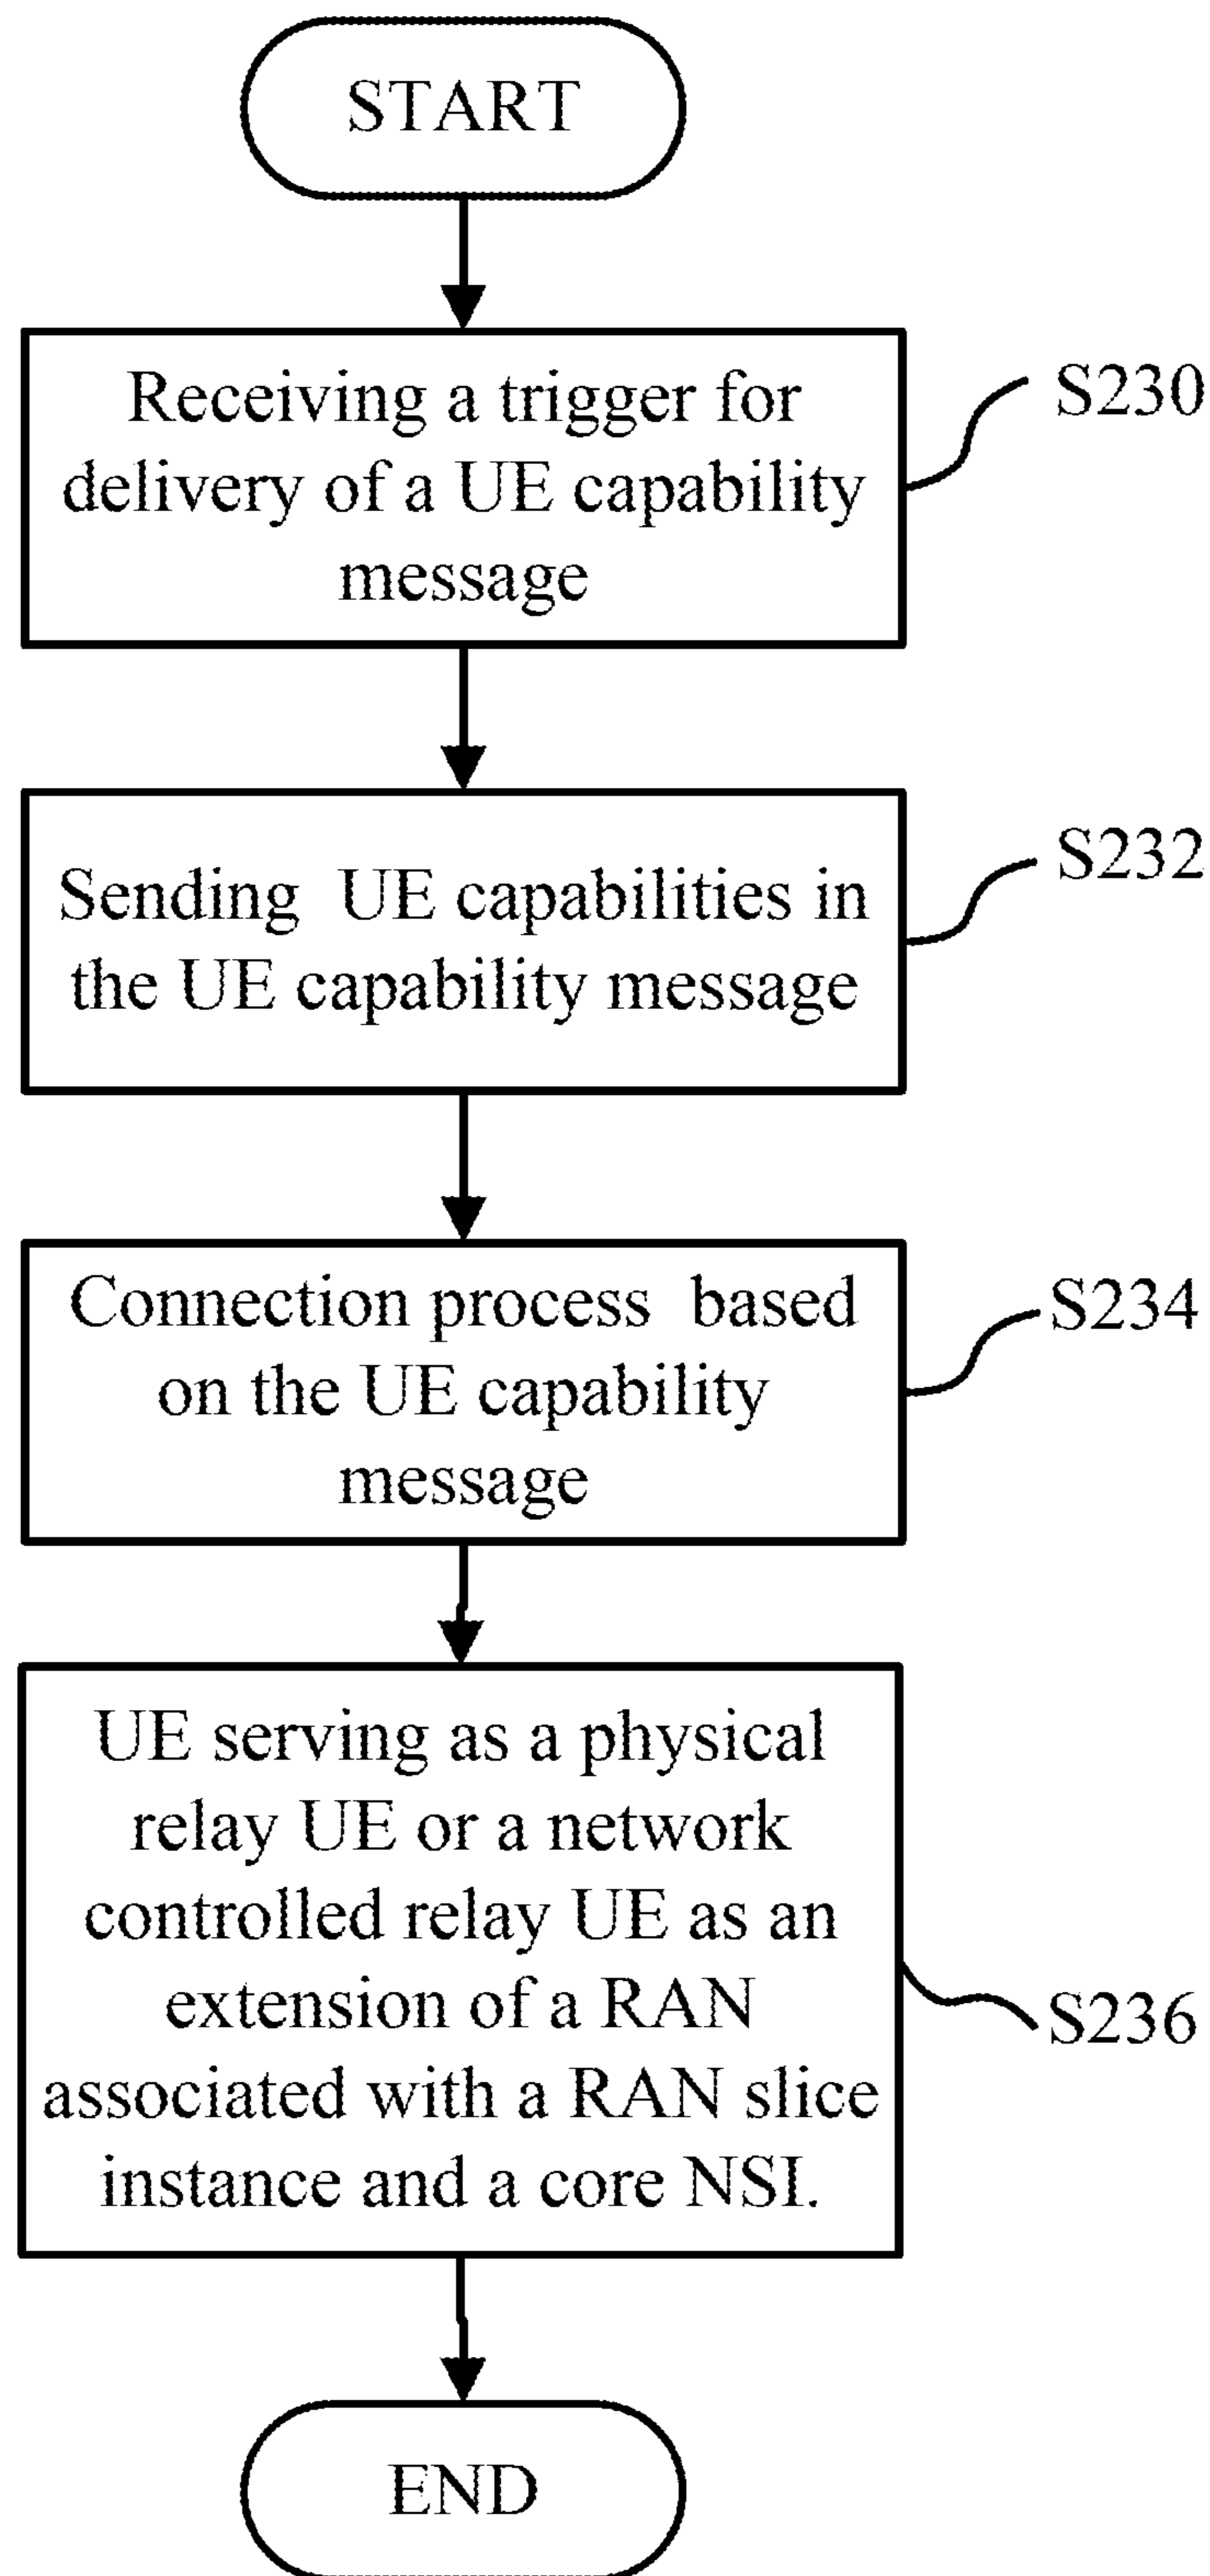 START
Receiving a trigger for
delivery of a UE capability
message
S230
Sending UE capabilities in
the UE capability message
S232
Connection process based
on the UE capability
message
S234
UE serving as a physical
relay UE or a network
controlled relay UE as an
extension of a RAN
associated with a RAN slice
instance and a core NSI.
S236
END